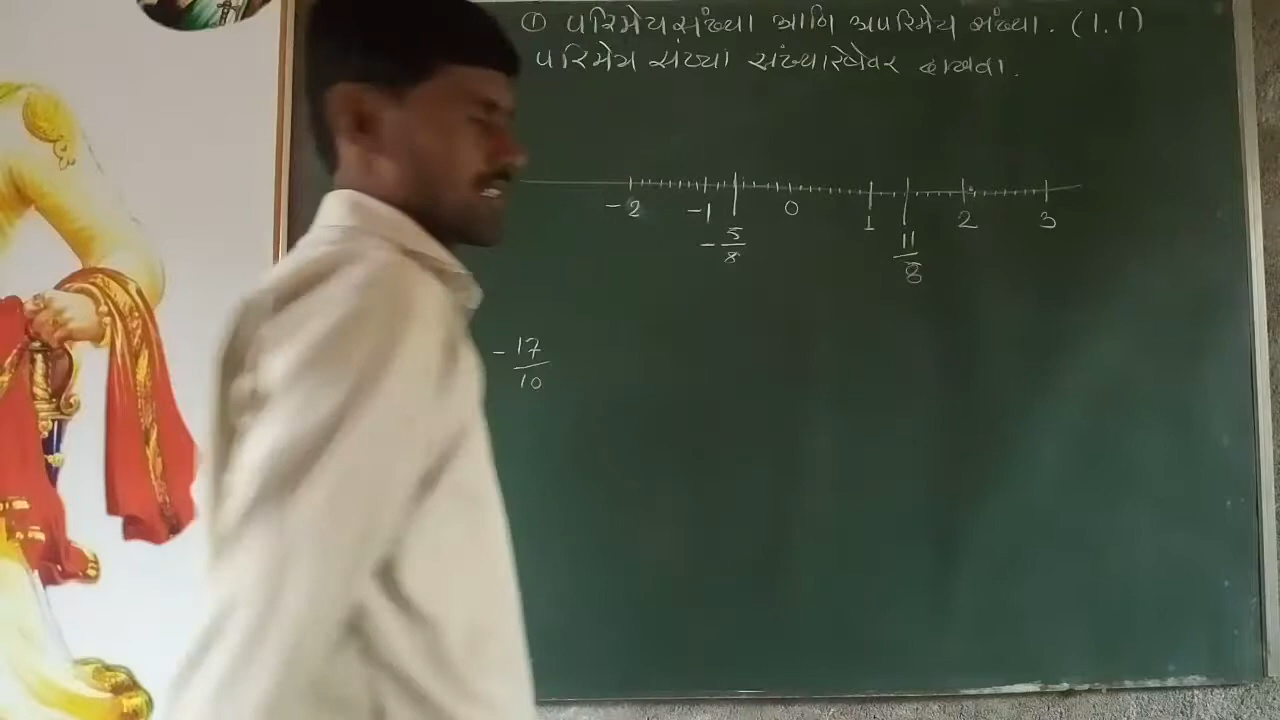 ① परिमेय संख्या आणि अपरिमेय संख्या. (1.1)
परिमेय संख्या संख्यारेषेवर दाखवा.
-2 -1 0 1 2 3
-5/8 11/8
-17/10